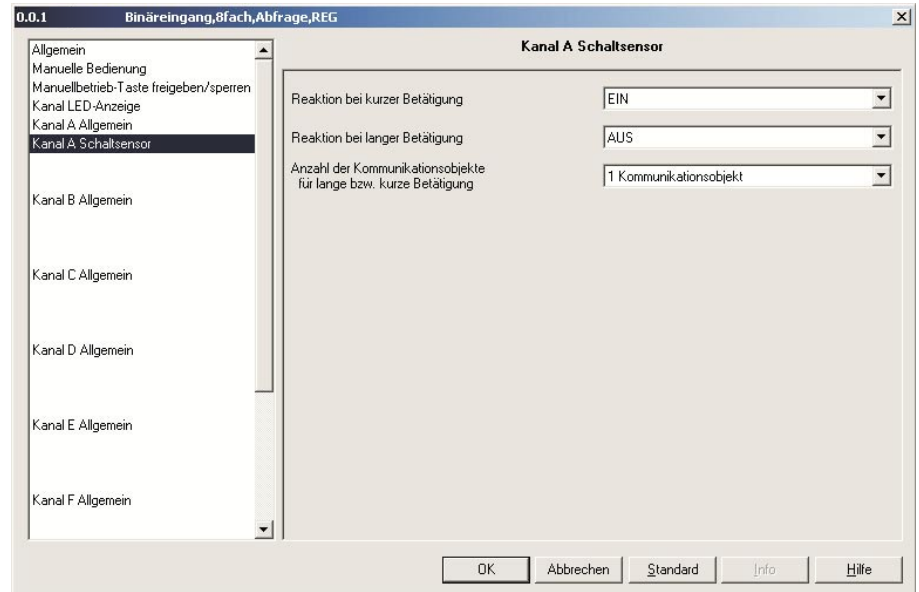 0.0.1 Binäreingang,8fach,Abfrage,REG
Allgemein
Manuelle Bedienung
Manuellbetrieb-Taste freigeben/sperren
Kanal LED-Anzeige
Kanal A Allgemein
Kanal A Schaltsensor
Kanal B Allgemein
Kanal C Allgemein
Kanal D Allgemein
Kanal E Allgemein
Kanal F Allgemein
Kanal A Schaltsensor
Reaktion bei kurzer Betätigung
EIN
Reaktion bei langer Betätigung
AUS
Anzahl der Kommunikationsobjekte
für lange bzw. kurze Betätigung
1 Kommunikationsobjekt
OK
Abbrechen
Standard
Info
Hilfe